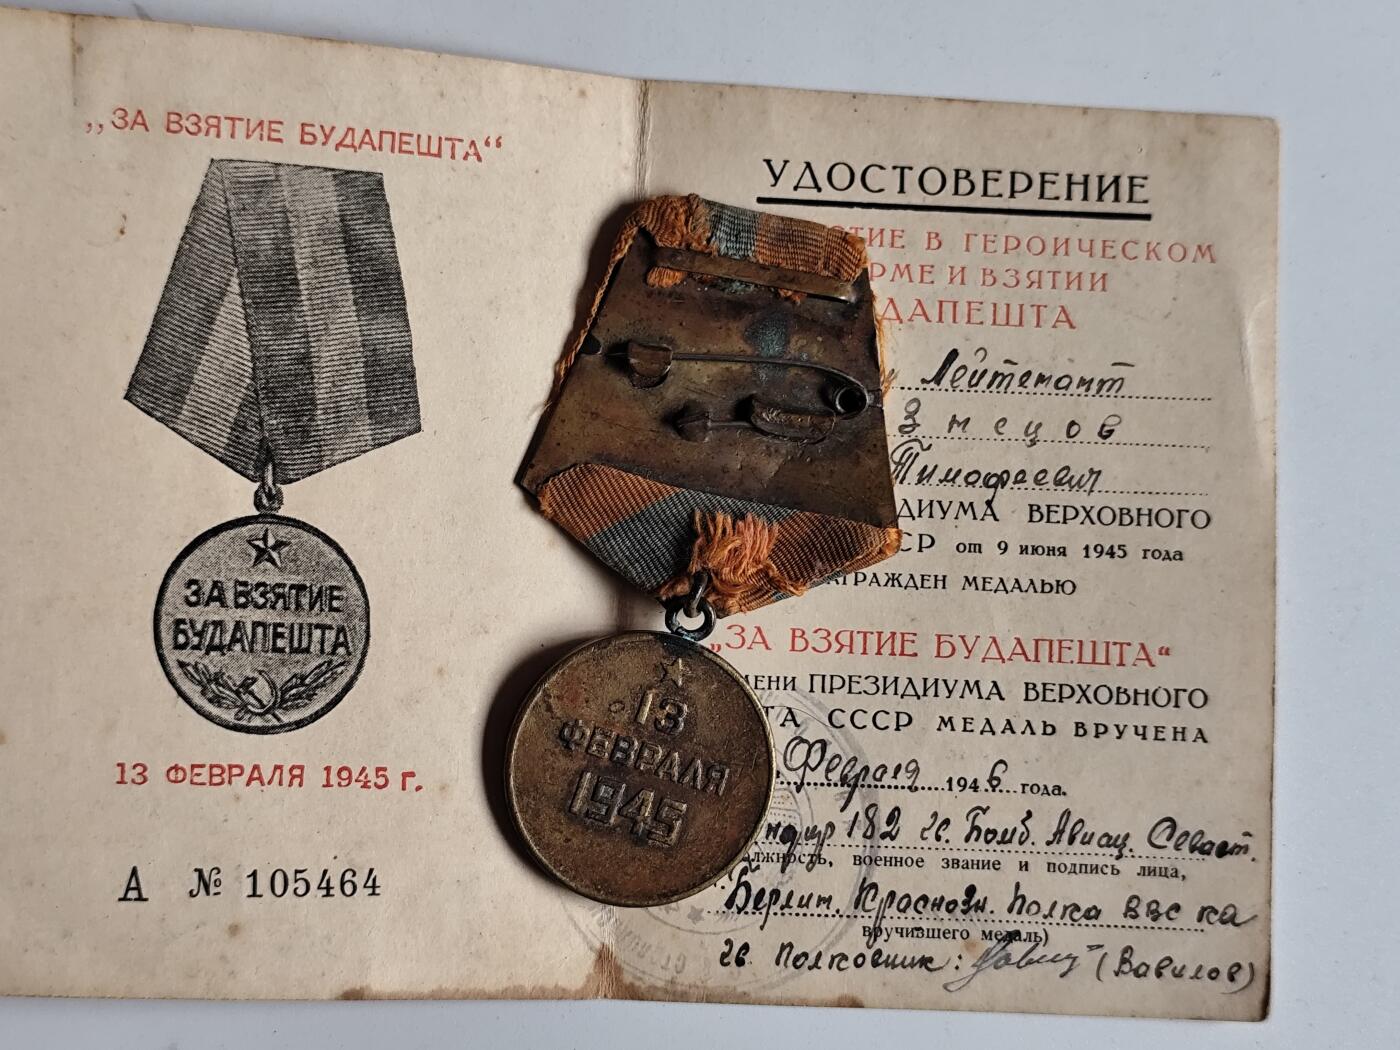 „ЗА ВЗЯТИЕ БУДАПЕШТА“
ЗА ВЗЯТИЕ
БУДАПЕШТА
13 ФЕВРАЛЯ 1945 г.
А № 105464
13
ФЕВРАЛЯ
1945
УДОСТОВЕРЕНИЕ
ТИЕ В ГЕРОИЧЕСКОМ
РМЕ И ВЗЯТИИ
ДАПЕШТА
Лейтенант
Знецов
Тимофеевич
ДИУМА ВЕРХОВНОГО
СР от 9 июня 1945 года
АГРАЖДЕН МЕДАЛЬЮ
„ЗА ВЗЯТИЕ БУДАПЕШТА“
мени ПРЕЗИДИУМА ВЕРХОВНОГО
ТА СССР МЕДАЛЬ ВРУЧЕНА
Февраля 1946 года.
ндир 182 гв. Бомб. Авиац. Севаст.
лжность, военное звание и подпись лица,
Берлин. Краснозн. Полка ВВС ка
вручившего медаль)
гв. Полковник: (Вавилов)